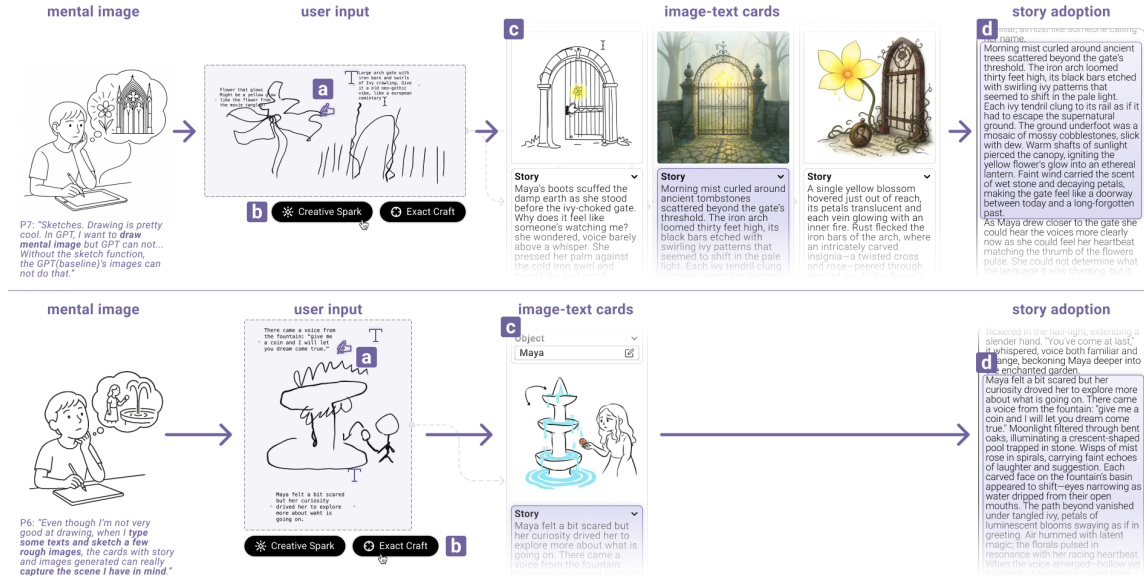 mental image
user input
image-text cards
story adoption
Flower that glows
Might be a yellow
like the flower from
the movie
Large arch gate with
iron bars and swirls
of Ivy crawling. Give
it a old neo-gothic
vibe, like a european
a
b
Creative Spark
Exact Craft
P7: "Sketches. Drawing is pretty
cool. In GPT, I want to draw
mental image but GPT can not...
Without the sketch function,
the GPT(baseline)'s images can
not do that."
c
Story
Maya's boots scuffed the
damp earth as she stood
before the ivy-choked gate.
Why does it feel like
someone's watching me?
she wondered, voice barely
above a whisper. She
pressed her palm against
the cold iron swirl and
Story
Morning mist curled around
ancient tombstones
scattered beyond the gate's
threshold. The iron arch
loomed thirty feet high, its
black bars etched with
swirling ivy patterns that
seemed to shift in the pale
light. Each ivy tendril clung
Story
A single yellow blossom
hovered just out of reach,
its petals translucent and
each vein glowing with an
inner fire. Rust flecked the
iron bars of the arch, where
an intricately carved
insignia—a twisted cross
and rose—peered through
d
her name.
Morning mist curled around ancient
trees scattered beyond the gate's
threshold. The iron arch loomed
thirty feet high, its black bars etched
with swirling ivy patterns that
seemed to shift in the pale light.
Each ivy tendril clung to its rail as if it
had to escape the supernatural
ground. The ground underfoot was a
mosaic of mossy cobblestones, slick
with dew. Warm shafts of sunlight
pierced the canopy, igniting the
yellow flower's glow into an ethereal
lantern. Faint wind carried the scent
of wet stone and decaying petals,
making the gate feel like a doorway
between today and a long-forgotten
past.
As Maya drew closer to the gate she
could hear the voices more clearly
now as she could feel her heartbeat
matching the thrumb of the flowers
pulse. She could not determine what
the language it was chanting, but it
mental image
user input
image-text cards
story adoption
There came a voice from
the fountain: "give me
a coin and I will let
you dream come true."
a
Maya felt a bit scared
but her curiosity
drived her to explore
more about waht is
going on.
Creative Spark
Exact Craft
b
P6: "Even though I'm not very
good at drawing, when I type
some texts and sketch a few
rough images, the cards with story
and images generated can really
capture the scene I have in mind."
c
Object
Maya
Story
Maya felt a bit scared but
her curiosity drived her to
explore more about what is
going on. There came a
voice from the fountain:
d
flickered in the half-light, extending a
slender hand. "You've come at last,"
it whispered, voice both familiar and
strange, beckoning Maya deeper into
the enchanted garden.
Maya felt a bit scared but her
curiosity droved her to explore more
about what is going on. There came
a voice from the fountain: "give me a
coin and I will let you dream come
true." Moonlight filtered through bent
oaks, illuminating a crescent-shaped
pool trapped in stone. Wisps of mist
rose in spirals, carrying faint echoes
of laughter and suggestion. Each
carved face on the fountain's basin
appeared to shift—eyes narrowing as
water dripped from their open
mouths. The path beyond vanished
under tangled ivy, petals of
luminescent blooms swaying as if in
greeting. Air hummed with latent
magic; the florals pulsed in
resonance with her racing heartbeat
When the voice emerged—hollow yet